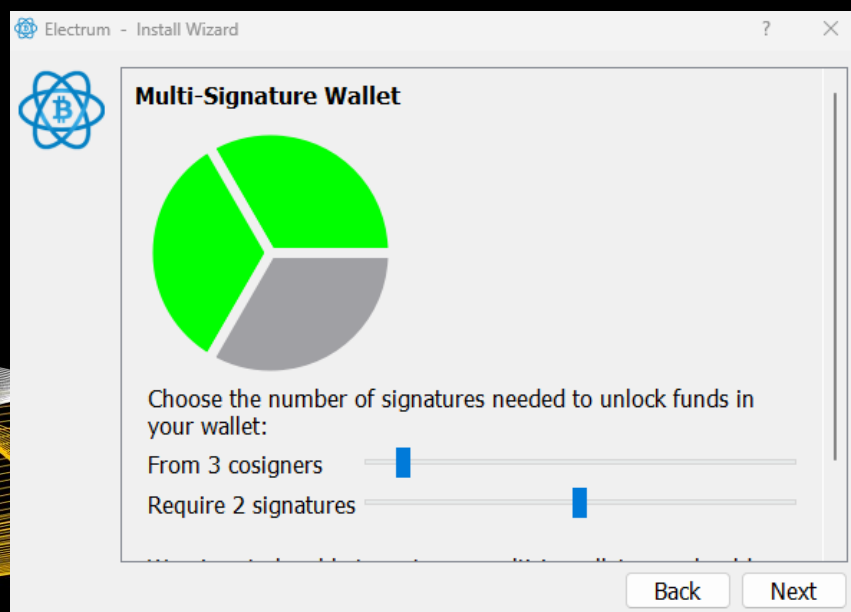 Electrum - Install Wizard
Multi-Signature Wallet
Choose the number of signatures needed to unlock funds in
your wallet:
From 3 cosigners
Require 2 signatures
Back
Next